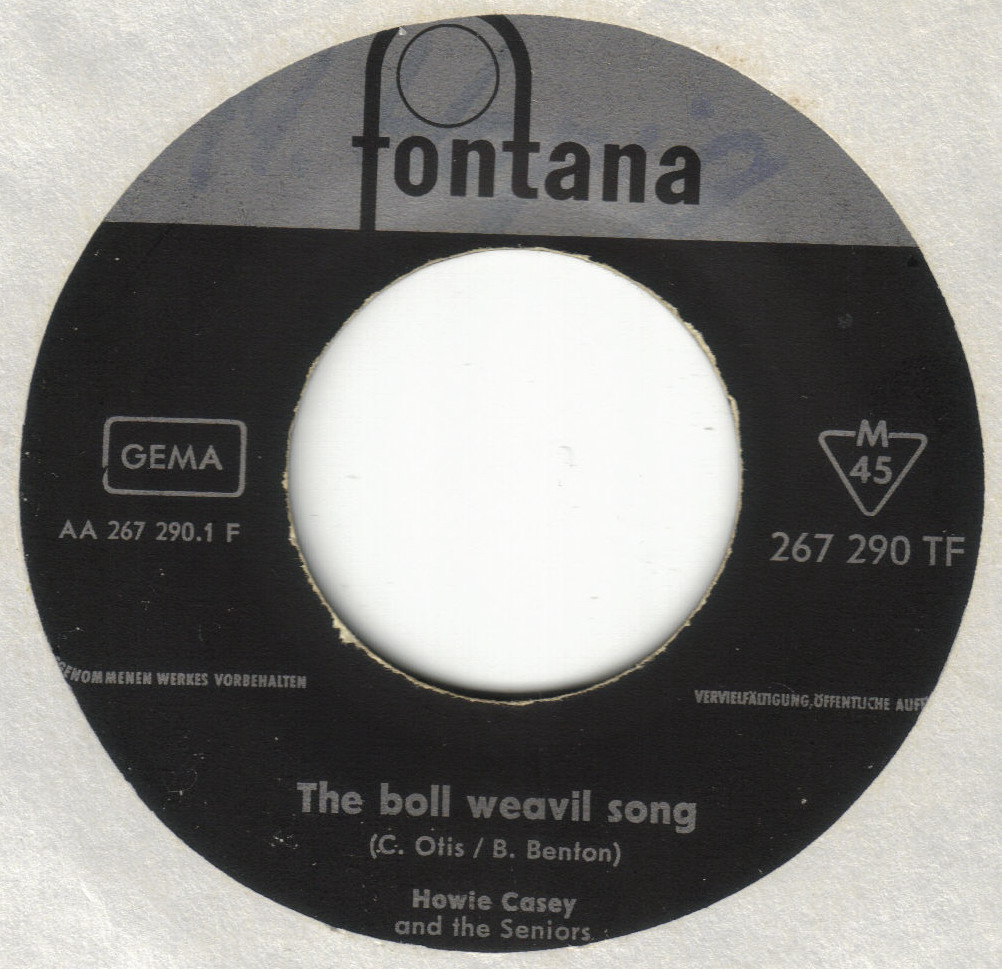 fontana
GEMA
AA 267 290.1 F
M
45
267 290 TF
GENOMMENEN WERKES VORBEHALTEN
VERVIELFÄLTIGUNG, ÖFFENTLICHE AUFF
The boll weavil song
(C. Otis / B. Benton)
Howie Casey
and the Seniors